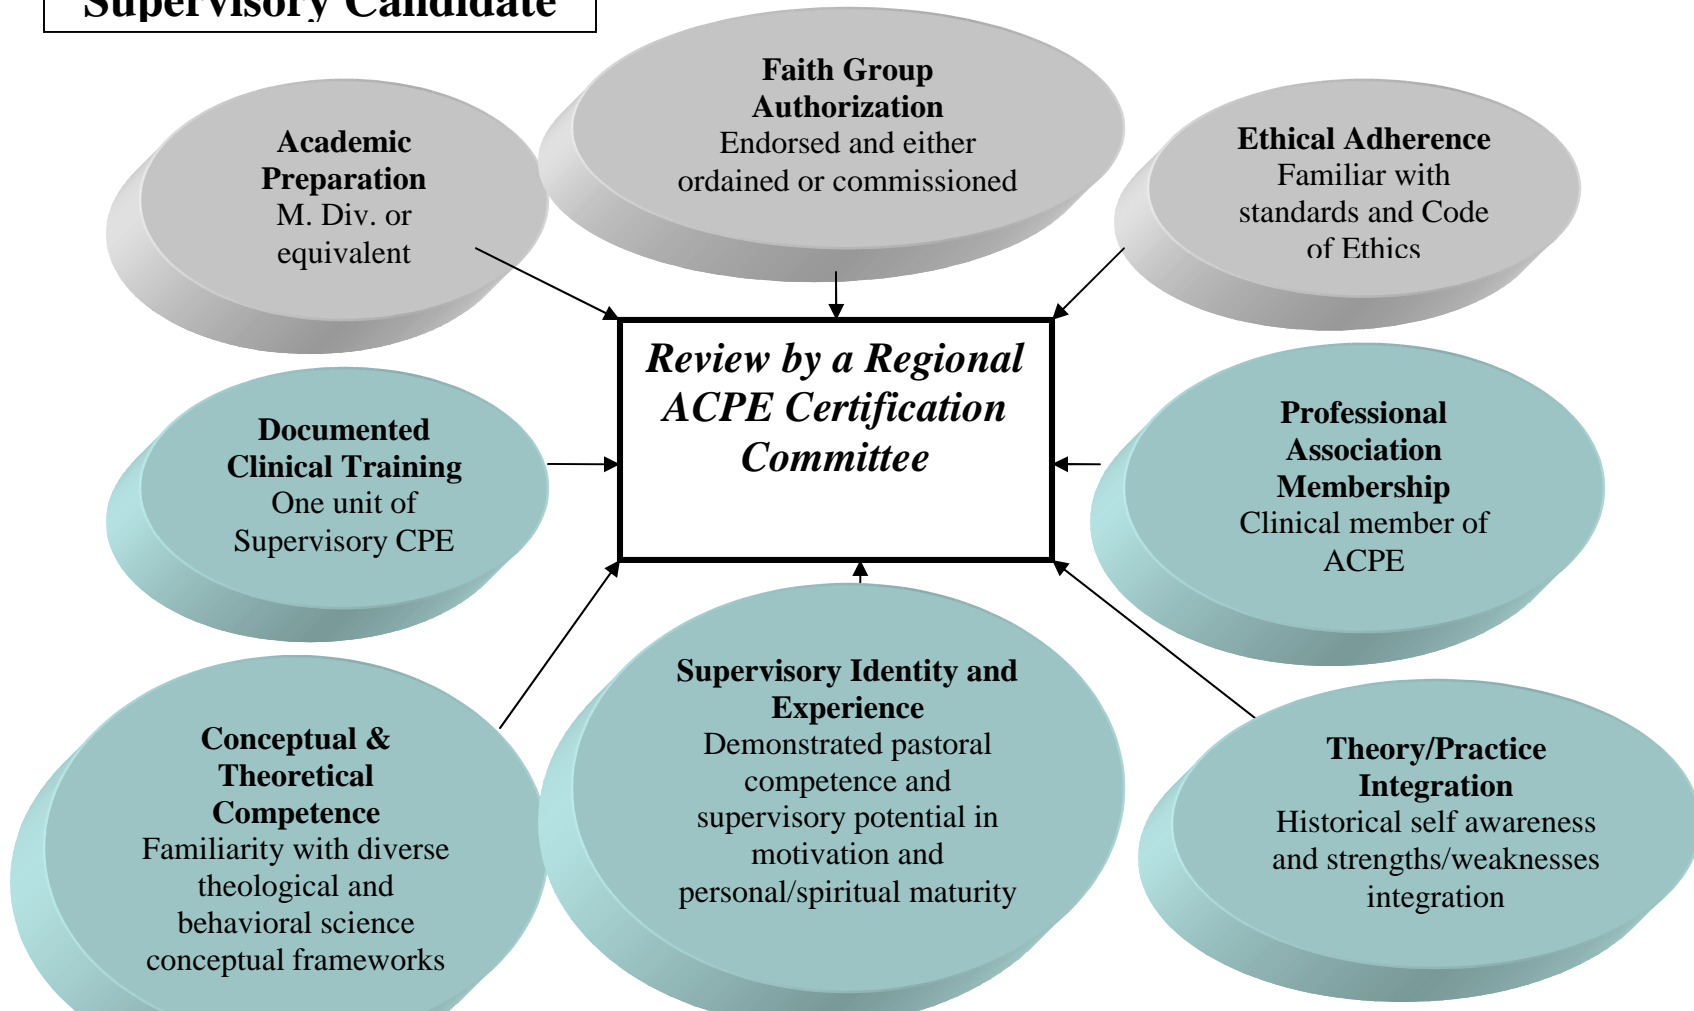 Supervisory Candidate
Faith Group
Authorization
Endorsed and either
ordained or commissioned
Academic
Preparation
M. Div. or
equivalent
Ethical Adherence
Familiar with
standards and Code
of Ethics
Review by a Regional
ACPE Certification
Committee
Documented
Clinical Training
One unit of
Supervisory CPE
Professional
Association
Membership
Clinical member of
ACPE
Conceptual &
Theoretical
Competence
Familiarity with diverse
theological and
behavioral science
conceptual frameworks
Supervisory Identity and
Experience
Demonstrated pastoral
competence and
supervisory potential in
motivation and
personal/spiritual maturity
Theory/Practice
Integration
Historical self awareness
and strengths/weaknesses
integration